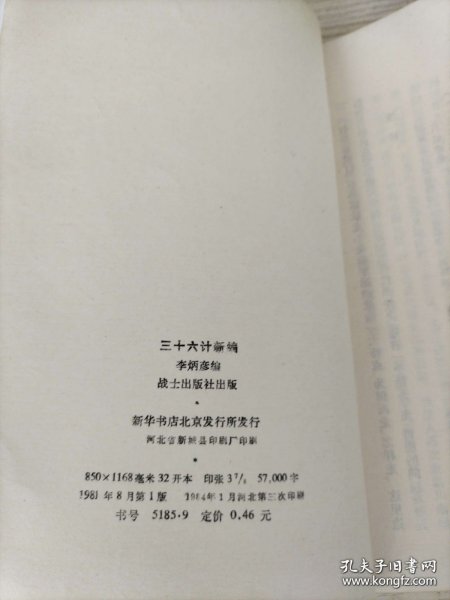 三十六计新编
李炳彦编
战士出版社出版
新华书店北京发行所发行
河北省新城县印刷厂印刷
850×1168毫米 32开本 印张 3 7/8 57,000字
1981年8月第1版 1984年1月河北第三次印刷
书号 5185·9 定价 0.46 元
孔夫子旧书网
www.kongfz.com